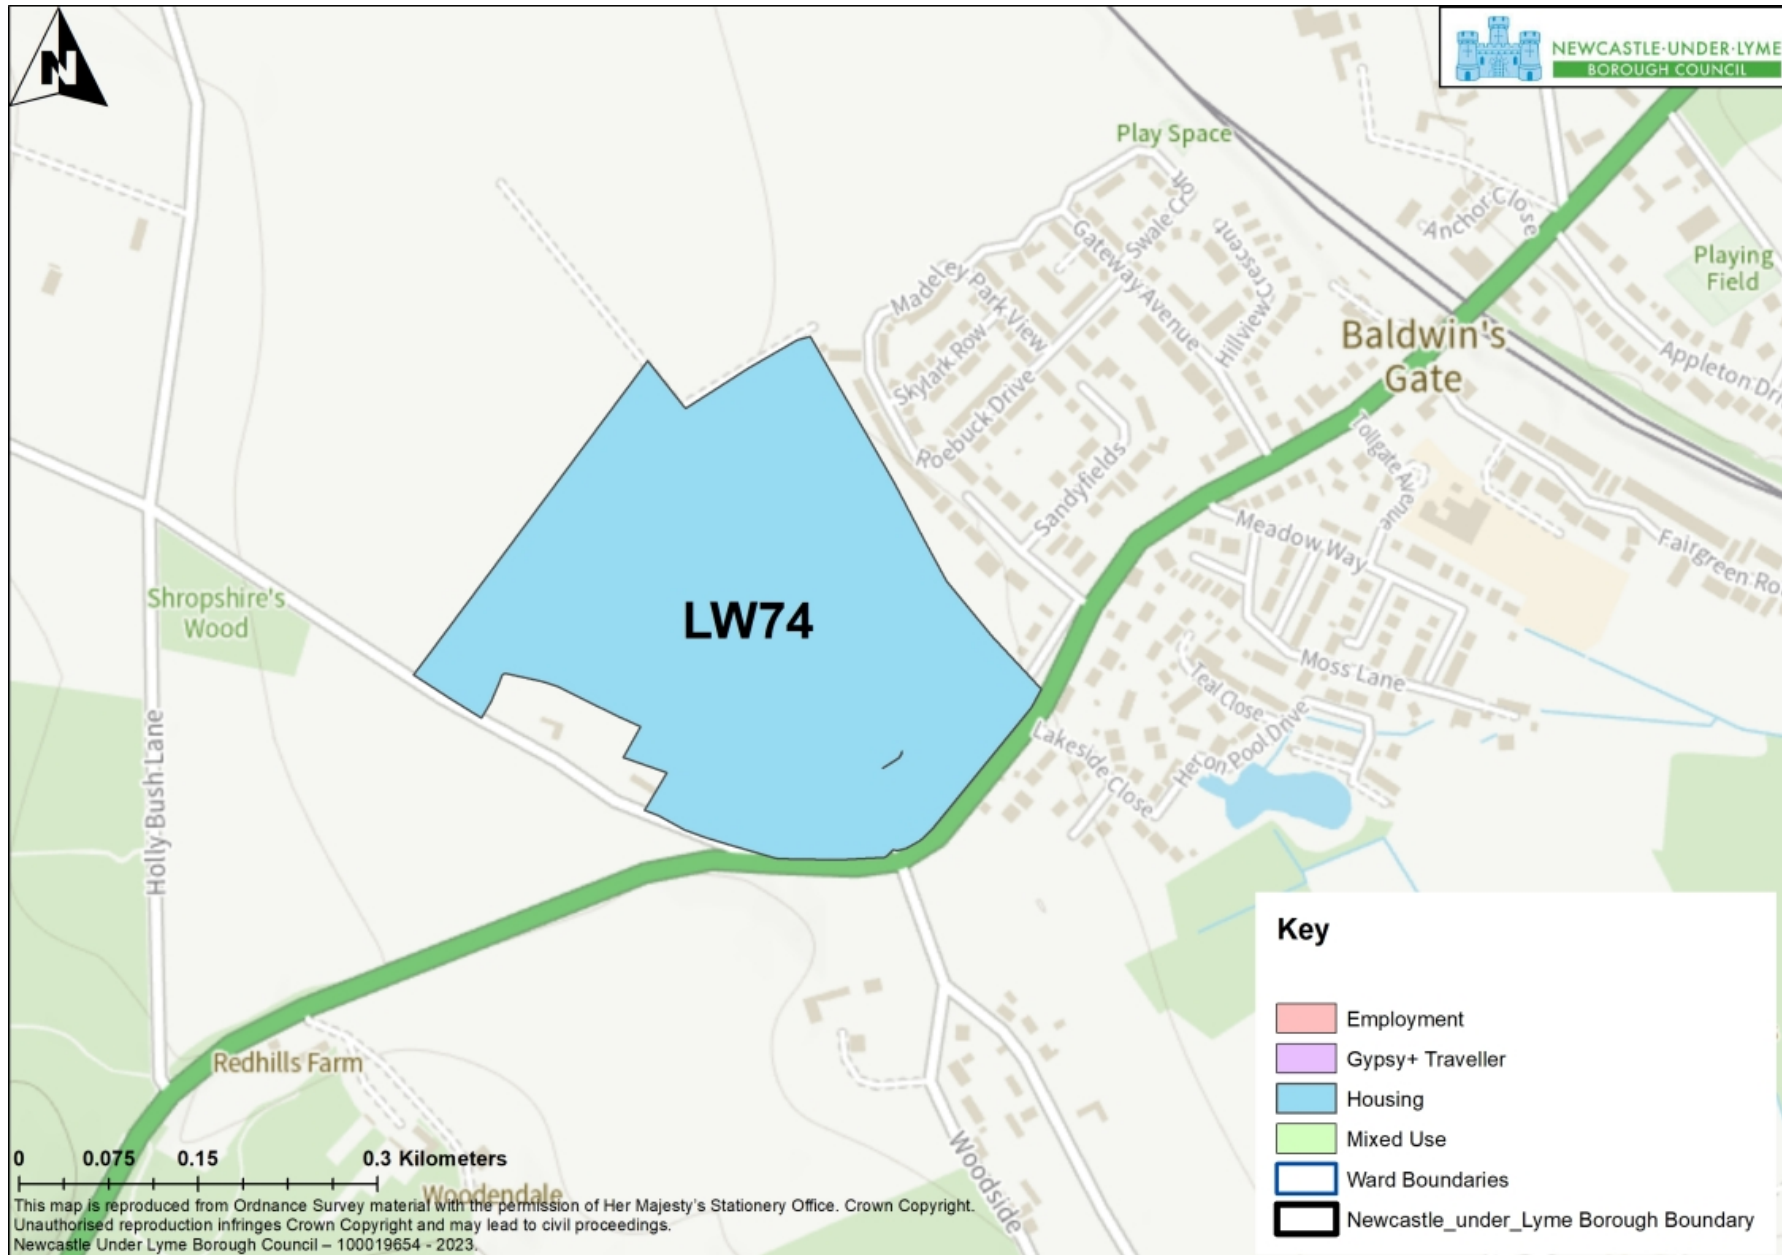 N
NEWCASTLE·UNDER·LYME
BOROUGH COUNCIL
Play Space
Swale Croft
Anchor Close
Gateway Avenue
Hillview Crescent
Playing
Field
Madeley Park View
Skylark Row
Roebuck Drive
Baldwin's
Gate
Appleton Dri
Tollgate Avenue
Sandyfields
Meadow Way
Fairgreen Ro
Shropshire's
Wood
LW74
Moss Lane
Teal Close
Heron Pool Drive
Lakeside Close
Holly Bush Lane
Redhills Farm
Woodendale
Woodside
Key
Employment
Gypsy+ Traveller
Housing
Mixed Use
Ward Boundaries
Newcastle_under_Lyme Borough Boundary
0 0.075 0.15 0.3 Kilometers
This map is reproduced from Ordnance Survey material with the permission of Her Majesty's Stationery Office. Crown Copyright.
Unauthorised reproduction infringes Crown Copyright and may lead to civil proceedings.
Newcastle Under Lyme Borough Council – 100019654 - 2023.